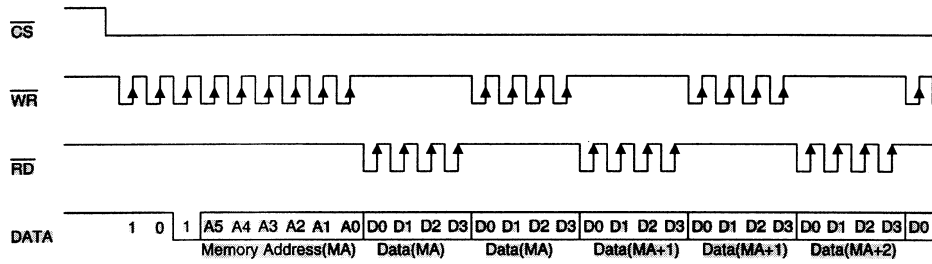 CS
WR
RD
DATA 1 0 1 A5 A4 A3 A2 A1 A0 D0 D1 D2 D3 D0 D1 D2 D3 D0 D1 D2 D3 D0 D1 D2 D3 D0 D1 D2 D3 D0
Memory Address(MA) Data(MA) Data(MA) Data(MA+1) Data(MA+1) Data(MA+2)